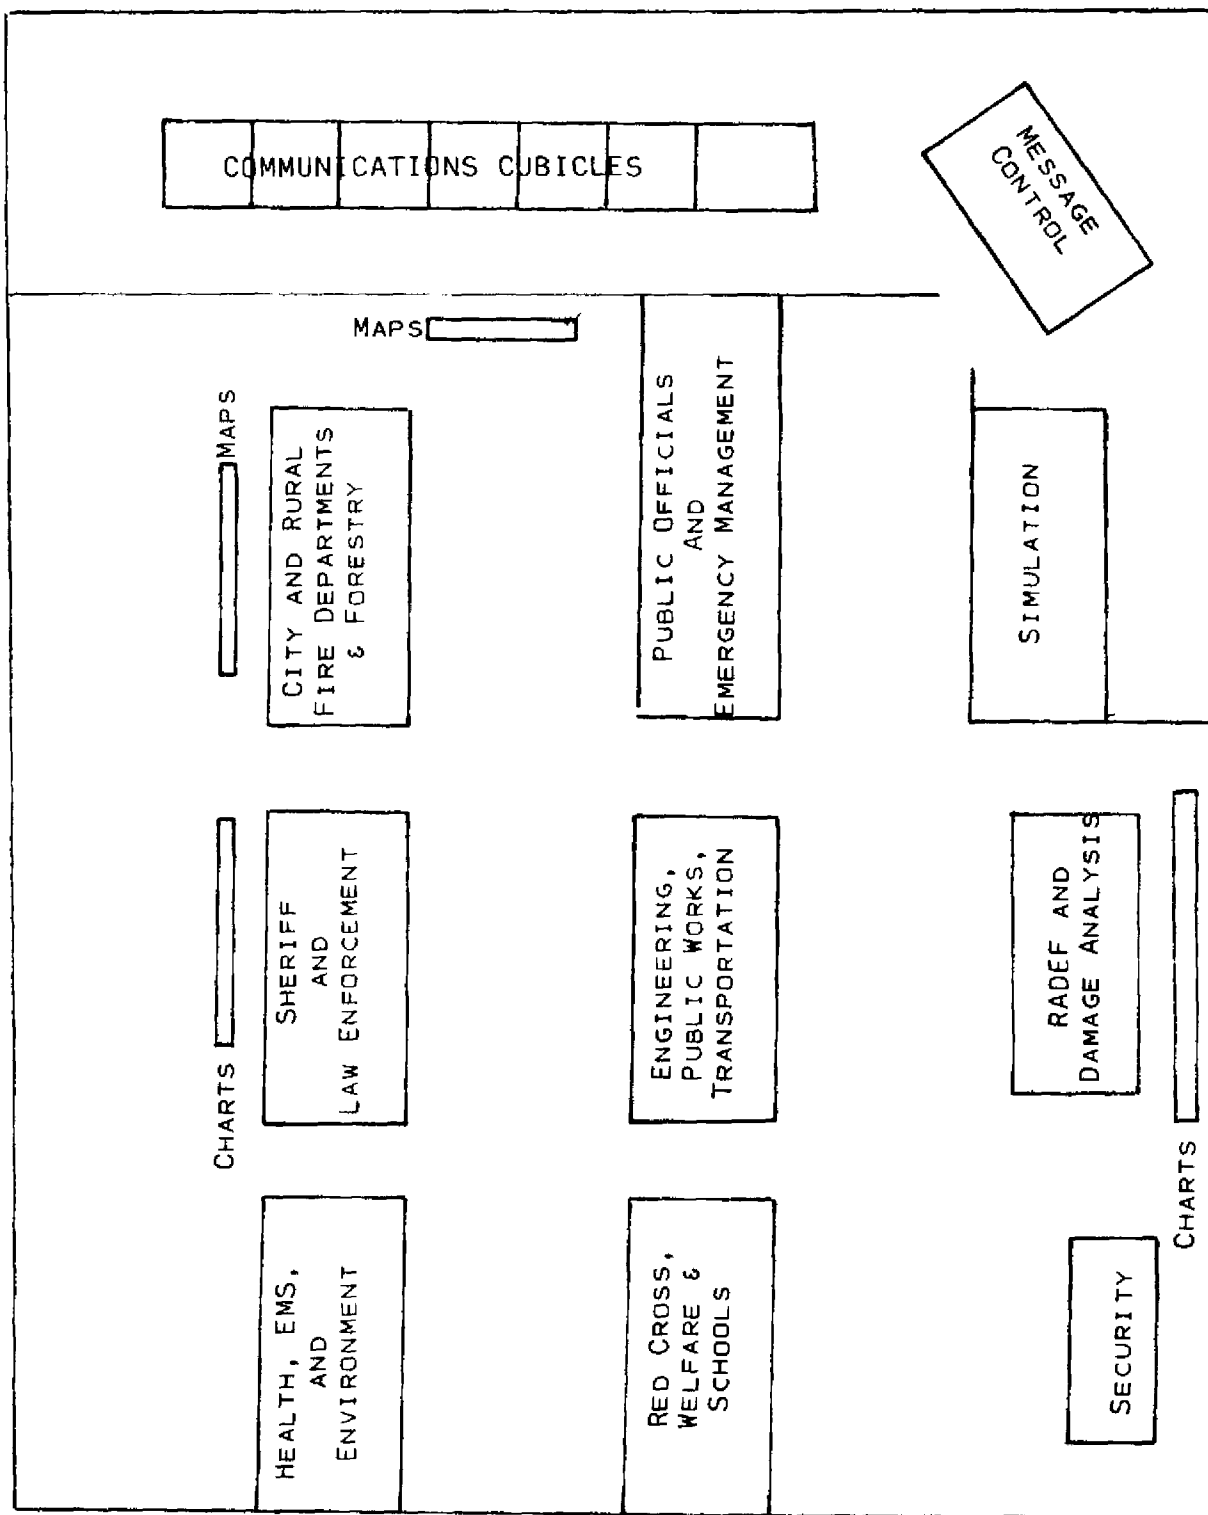 COMMUNICATIONS CUBICLES
MESSAGE
CONTROL
MAPS
MAPS
CITY AND RURAL
FIRE DEPARTMENTS
& FORESTRY
PUBLIC OFFICIALS
AND
EMERGENCY MANAGEMENT
SIMULATION
CHARTS
SHERIFF
AND
LAW ENFORCEMENT
ENGINEERING,
PUBLIC WORKS,
TRANSPORTATION
RADEF AND
DAMAGE ANALYSIS
CHARTS
HEALTH, EMS,
AND
ENVIRONMENT
RED CROSS,
WELFARE &
SCHOOLS
SECURITY